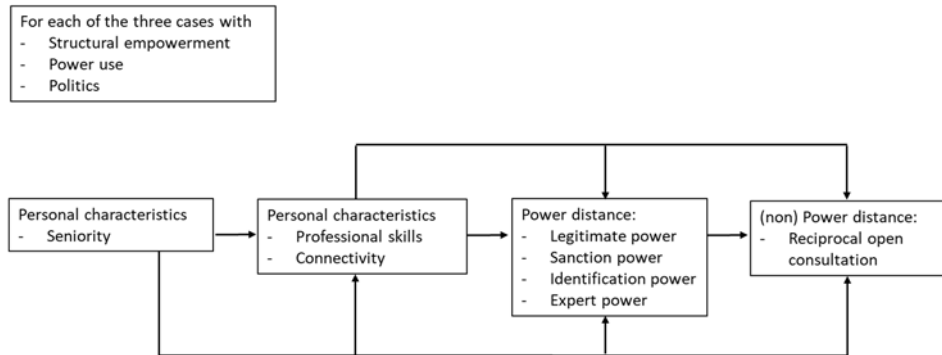 For each of the three cases with
- Structural empowerment
- Power use
- Politics
Personal characteristics
- Seniority
Personal characteristics
- Professional skills
- Connectivity
Power distance:
- Legitimate power
- Sanction power
- Identification power
- Expert power
(non) Power distance:
- Reciprocal open
consultation